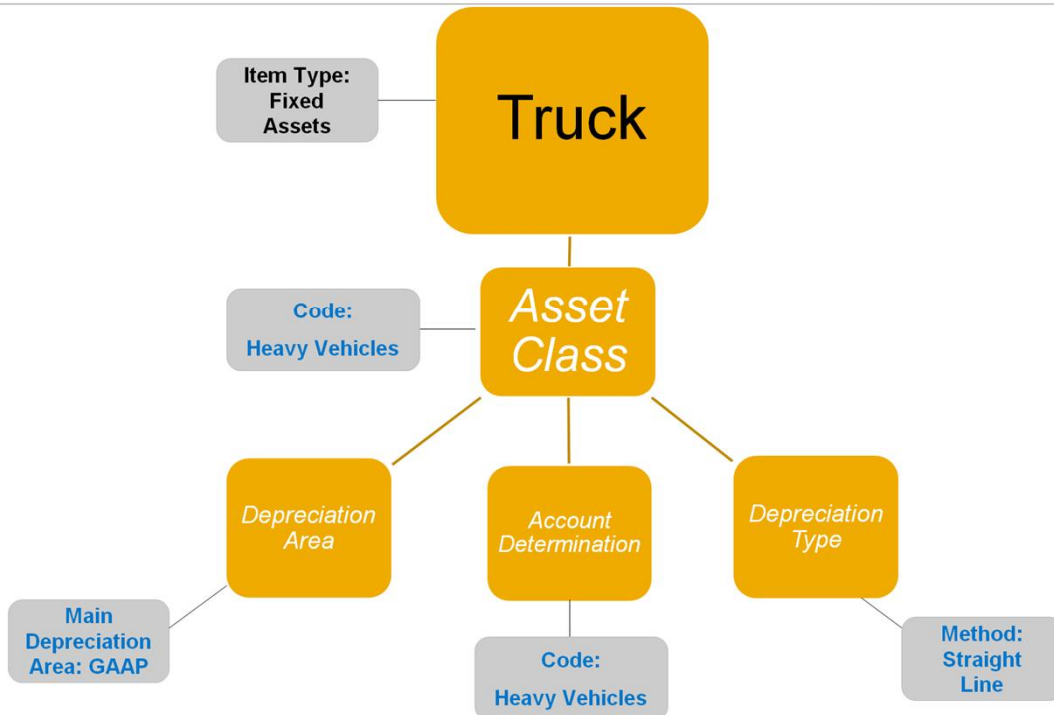 Item Type:
Fixed
Assets
Truck
Code:
Heavy Vehicles
Asset
Class
Depreciation
Area
Account
Determination
Depreciation
Type
Main
Depreciation
Area: GAAP
Code:
Heavy Vehicles
Method:
Straight
Line